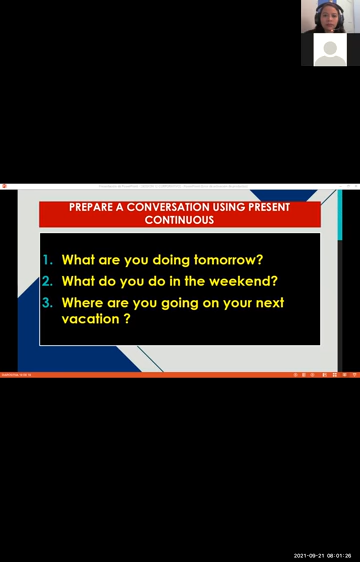 PREPARE A CONVERSATION USING PRESENT
CONTINUOUS
1. What are you doing tomorrow?
2. What do you do in the weekend?
3. Where are you going on your next
vacation ?
2021-09-21 08:01:26